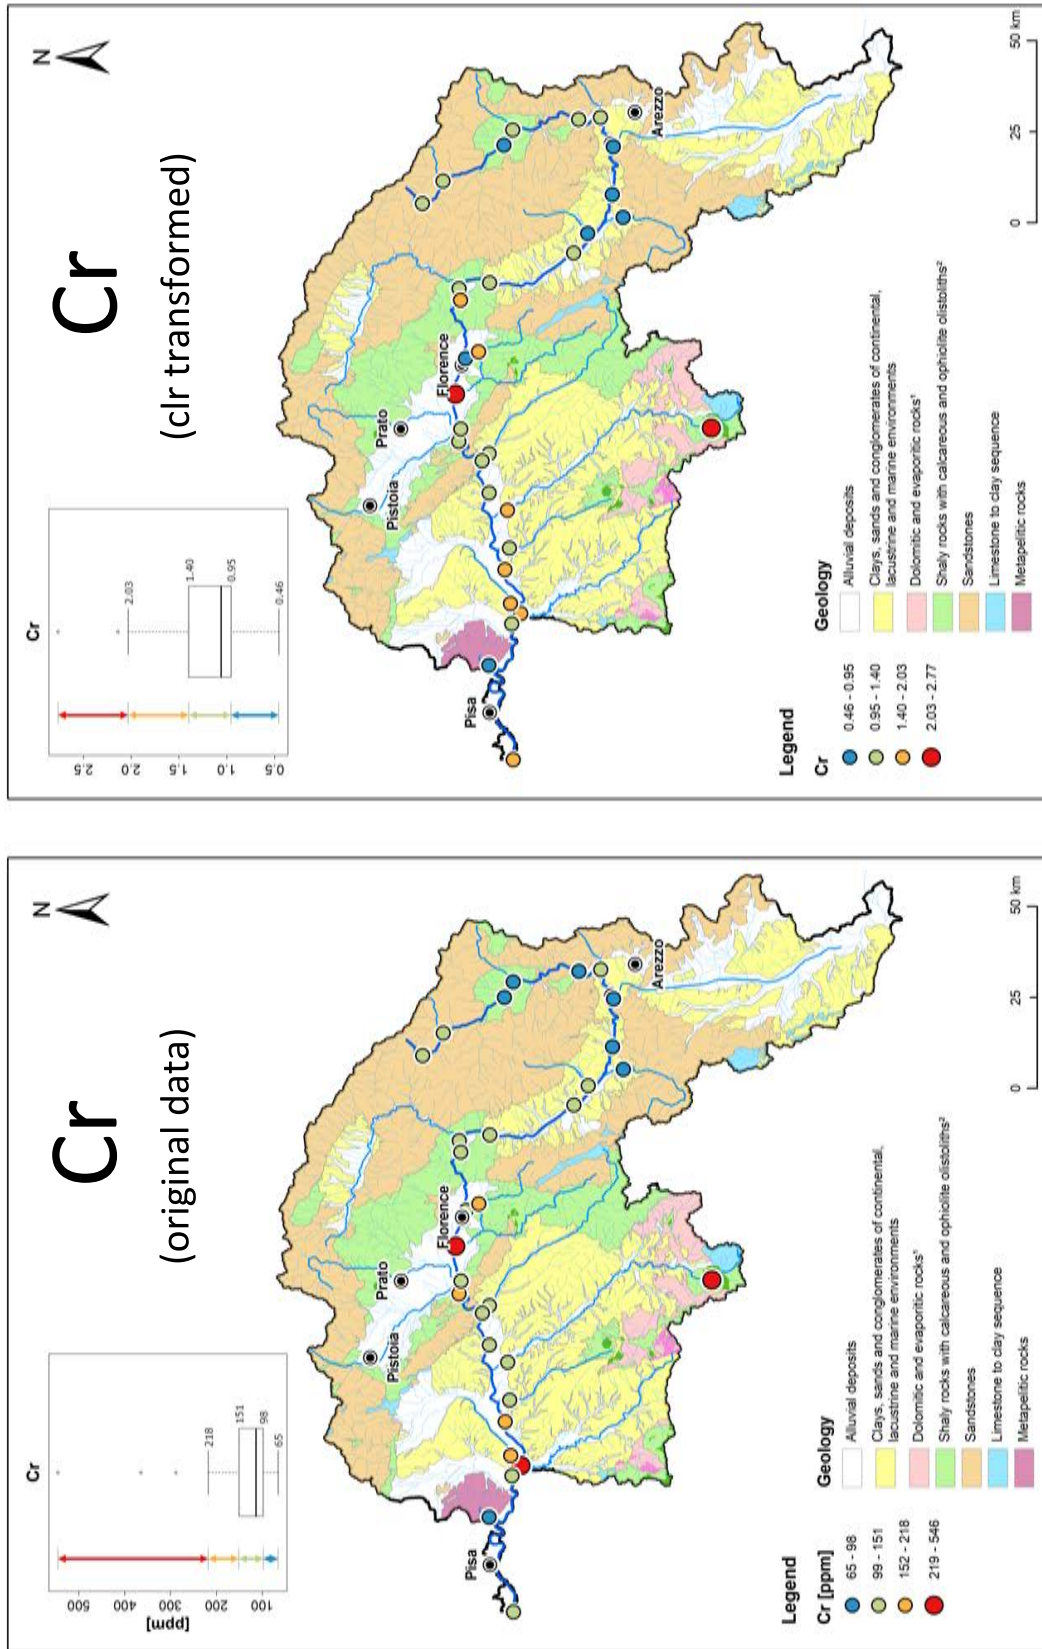 Cr
(original data)
N
Cr
[ppm]
100
200
300
400
500
218
151
98
65
Pistoia
Prato
Florence
Pisa
Arezzo
Legend
Cr [ppm]
65 - 98
99 - 151
152 - 218
219 - 546
Geology
Alluvial deposits
Clays, sands and conglomerates of continental,
lacustrine and marine environments
Dolomitic and evaporitic rocks¹
Shaly rocks with calcareous and ophiolite olistoliths²
Sandstones
Limestone to clay sequence
Metapelitic rocks
0
25
50 km
Cr
(clr transformed)
N
Cr
0.5
1.0
1.5
2.0
2.5
2.03
1.40
0.95
0.46
Pistoia
Prato
Florence
Pisa
Arezzo
Legend
Cr
0.46 - 0.95
0.95 - 1.40
1.40 - 2.03
2.03 - 2.77
Geology
Alluvial deposits
Clays, sands and conglomerates of continental,
lacustrine and marine environments
Dolomitic and evaporitic rocks¹
Shaly rocks with calcareous and ophiolite olistoliths²
Sandstones
Limestone to clay sequence
Metapelitic rocks
0
25
50 km